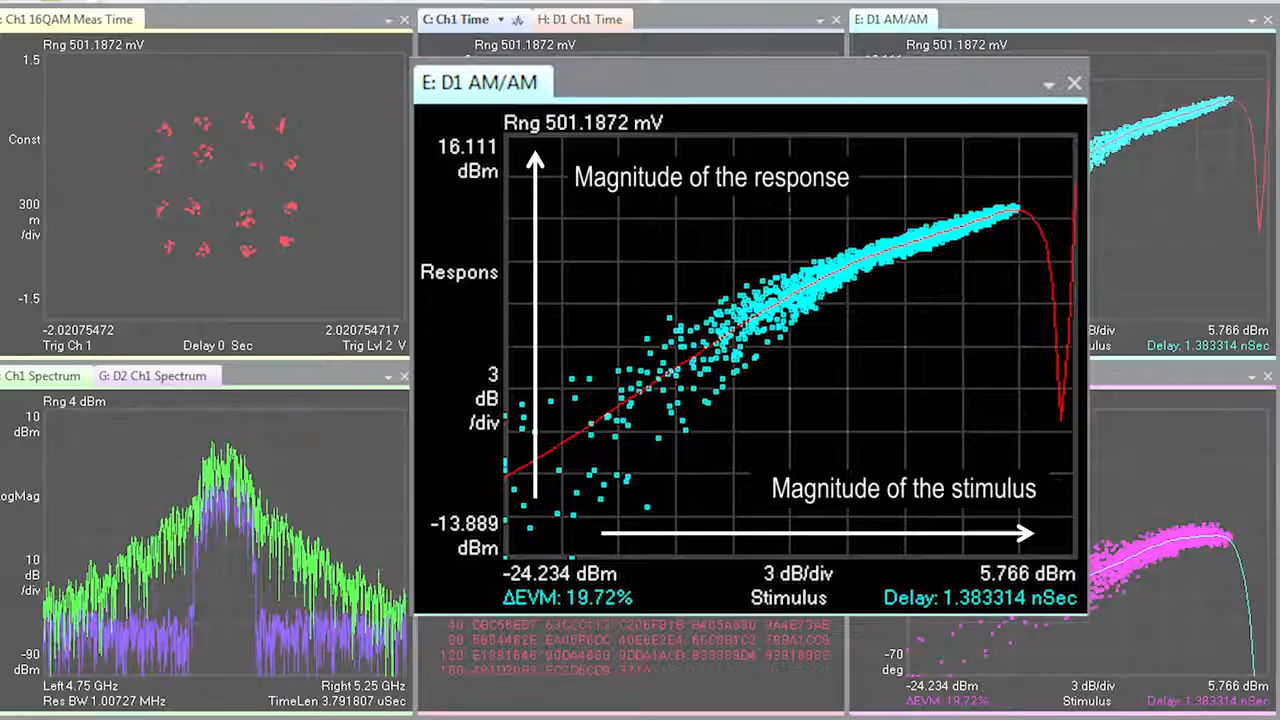 : Ch1 16QAM Meas Time
Rng 501.1872 mV
1.5
Const
300
m
/div
-1.5
-2.02075472
2.02075471
Trig Ch 1
Delay 0 Sec
Trig Lvl 2 V
C: Ch1 Time
H: D1 Ch1 Time
Rng 501.1872 mV
E: D1 AM/AM
Rng 501.1872 mV
B/div
5.766 dBm
ulus
Delay: 1.383314 nSec
E: D1 AM/AM
Rng 501.1872 mV
16.111
dBm
Magnitude of the response
Respons
3
dB
/div
Magnitude of the stimulus
-13.889
dBm
-24.234 dBm
3 dB/div
5.766 dBm
ΔEVM: 19.72%
Stimulus
Delay: 1.383314 nSec
: Ch1 Spectrum
G: D2 Ch1 Spectrum
Rng 4 dBm
10
dBm
ogMag
10
dB
/div
-90
dBm
Left 4.75 GHz
Right 5.25 GHz
Res BW 1.00727 MHz
TimeLen 3.791807 uSec
40
80
120
160
-70
deg
-24.234 dBm
3 dB/div
5.766 dBm
ΔEVM: 19.72%
Stimulus
Delay: 1.383314 nSec